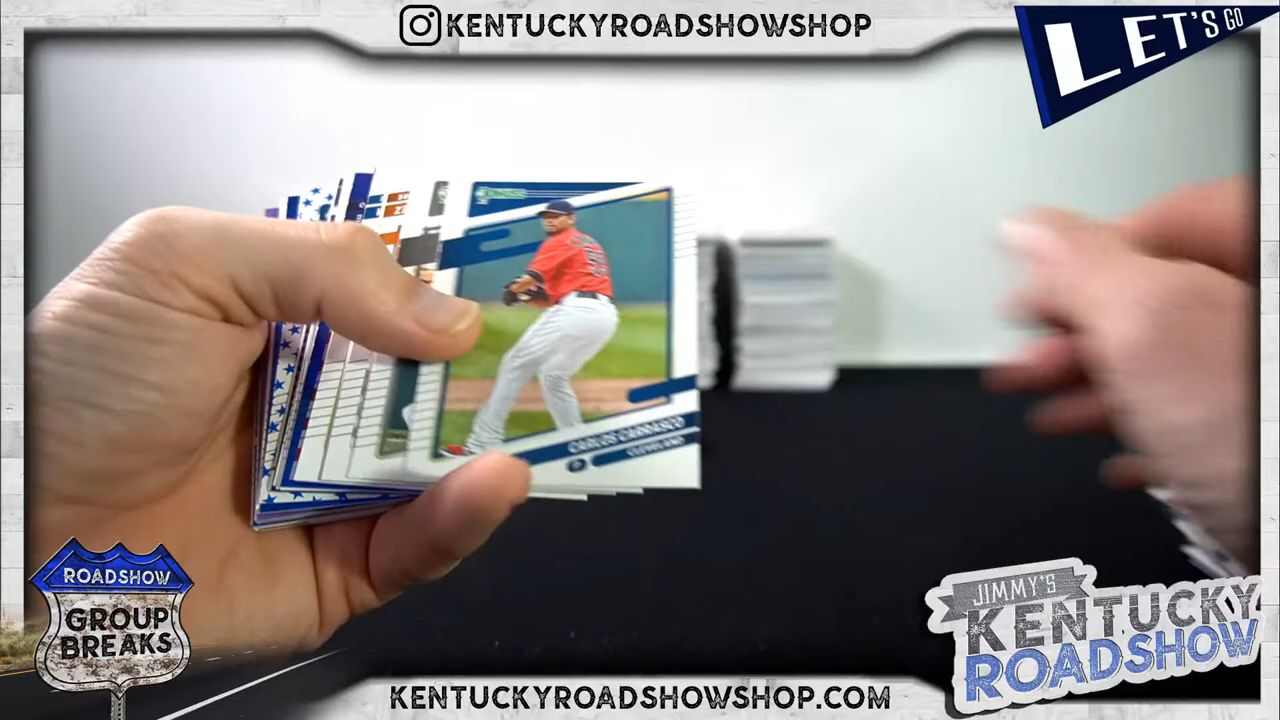 KENTUCKYROADSHOWSHOP
LET'S GO
ROADSHOW
GROUP
BREAKS
JIMMY'S
KENTUCKY
ROADSHOW
KENTUCKYROADSHOWSHOP.COM